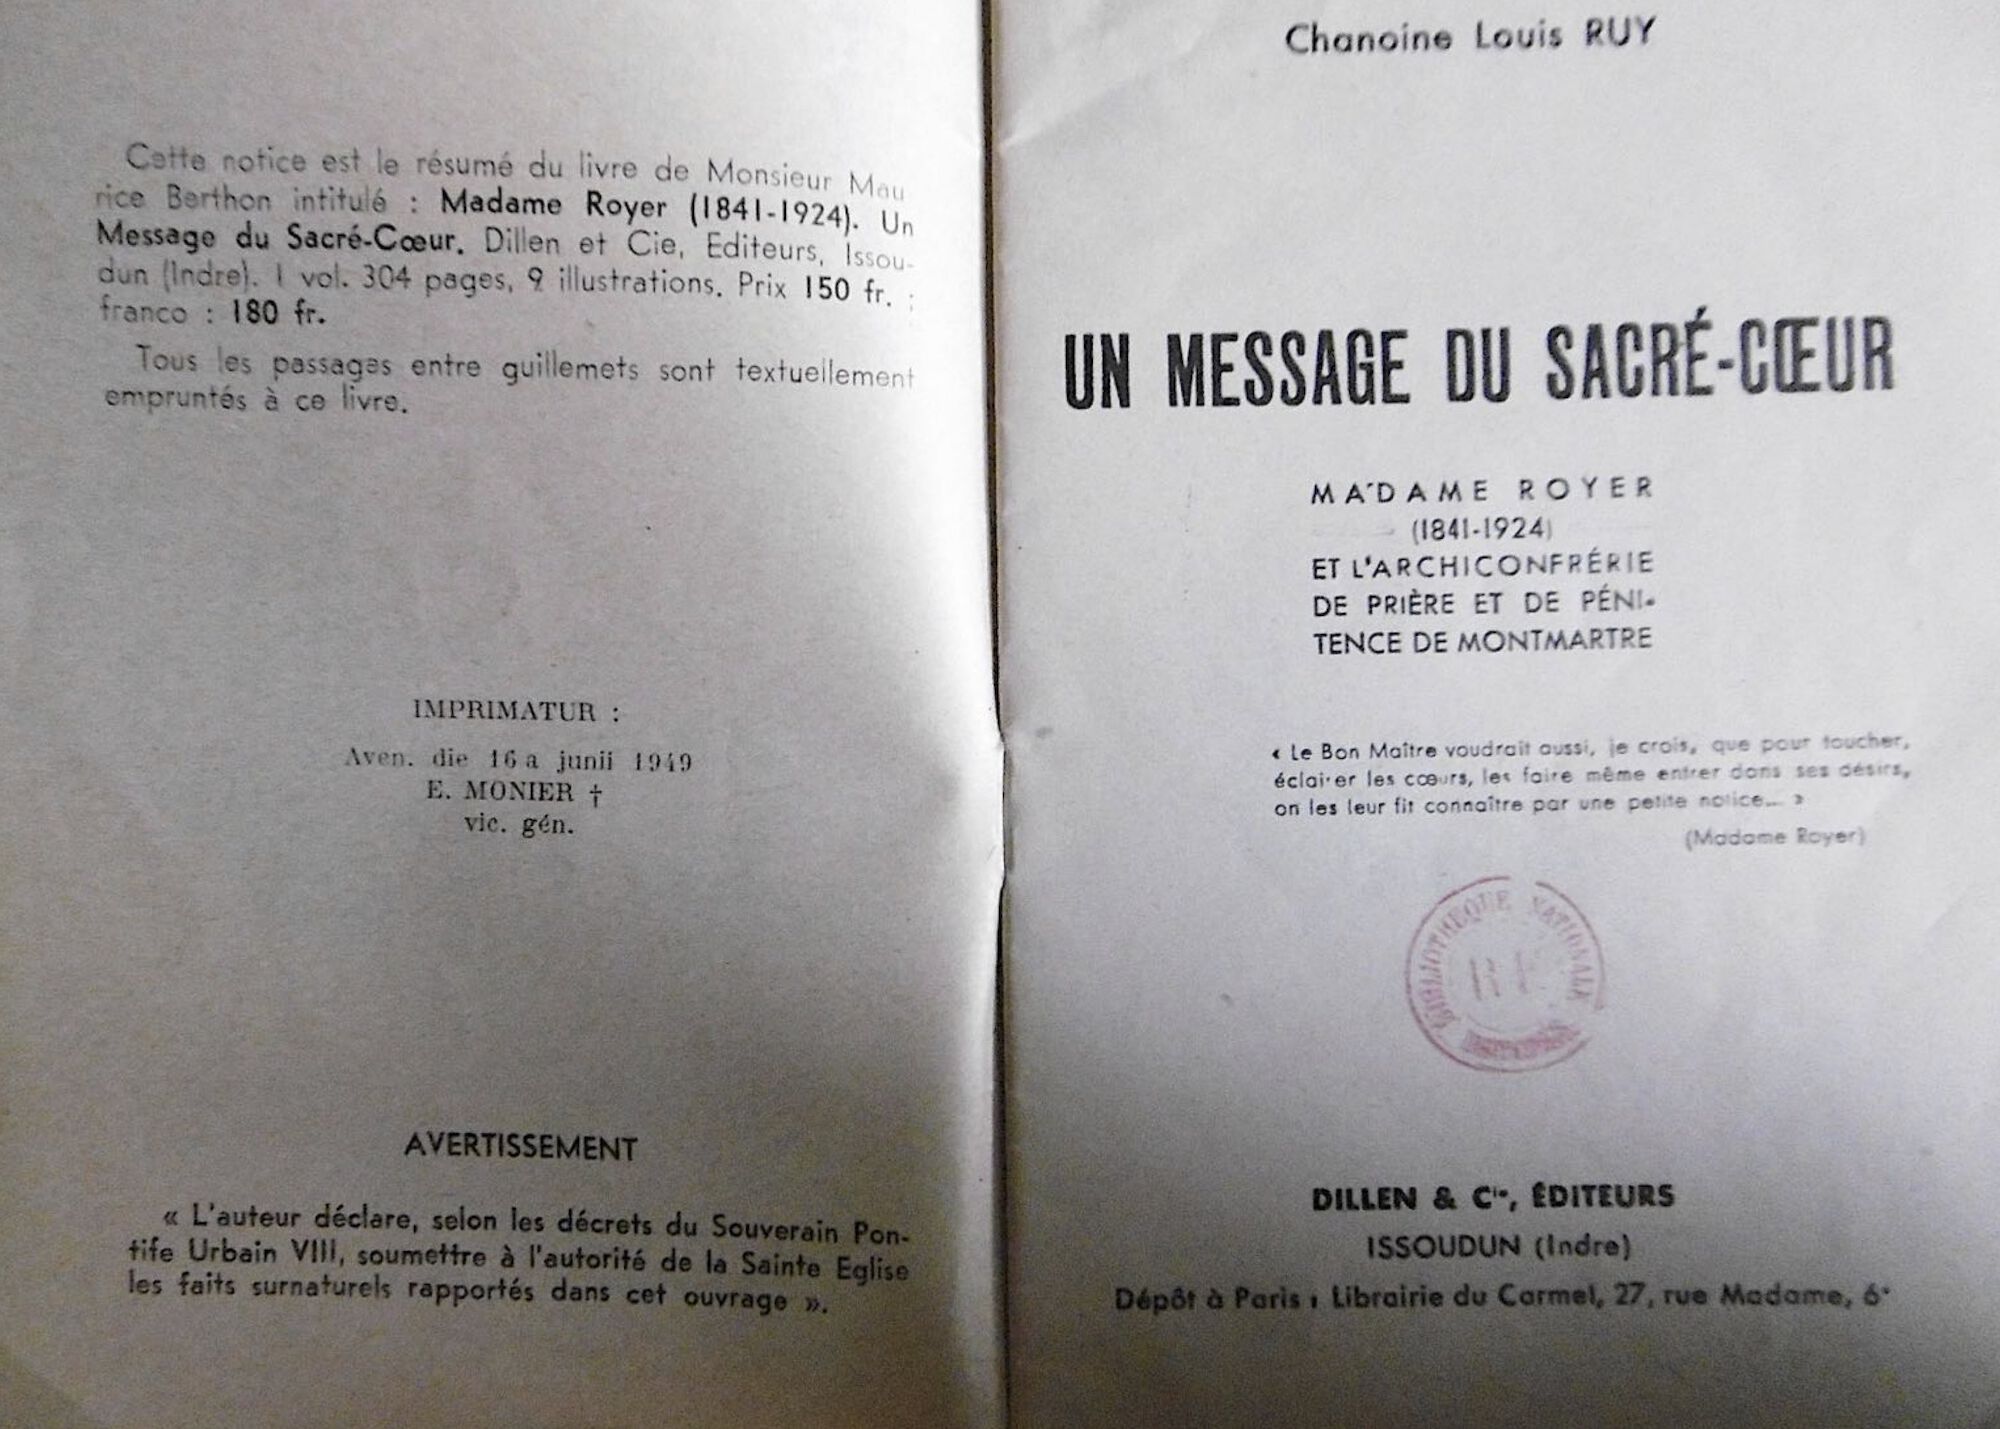 Cette notice est le résumé du livre de Monsieur Mau
rice Berthon intitulé : Madame Royer (1841-1924). Un
Message du Sacré-Cœur. Dillen et Cie, Editeurs, Issou-
dun (Indre). 1 vol. 304 pages, 9 illustrations. Prix 150 fr. ;
franco : 180 fr.
Tous les passages entre guillemets sont textuellement
empruntés à ce livre.
IMPRIMATUR :
Aven. die 16 a junii 1949
E. MONIER †
vic. gén.
AVERTISSEMENT
« L'auteur déclare, selon les décrets du Souverain Pon-
tife Urbain VIII, soumettre à l'autorité de la Sainte Eglise
les faits surnaturels rapportés dans cet ouvrage ».
Chanoine Louis RUY
UN MESSAGE DU SACRÉ-CŒUR
MADAME ROYER
(1841-1924)
ET L'ARCHICONFRÉRIE
DE PRIÈRE ET DE PÉNI-
TENCE DE MONTMARTRE
« Le Bon Maître voudrait aussi, je crois, que pour toucher,
éclairer les cœurs, les faire même entrer dans ses désirs,
on les leur fit connaître par une petite notice... »
(Madame Royer)
BIBLIOTHEQUE NATIONALE
DILLEN & Cie, ÉDITEURS
ISSOUDUN (Indre)
Dépôt à Paris : Librairie du Carmel, 27, rue Madame, 6e